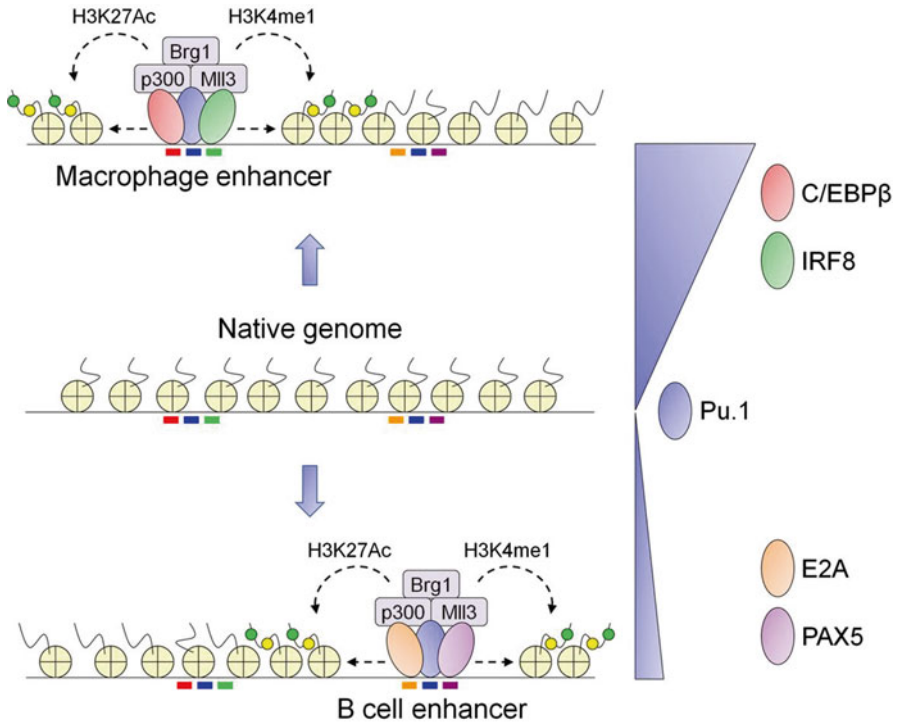 H3K27Ac
H3K4me1
Brg1
p300
Mll3
Macrophage enhancer
C/EBPβ
IRF8
Native genome
Pu.1
H3K27Ac
H3K4me1
Brg1
p300
Mll3
E2A
PAX5
B cell enhancer